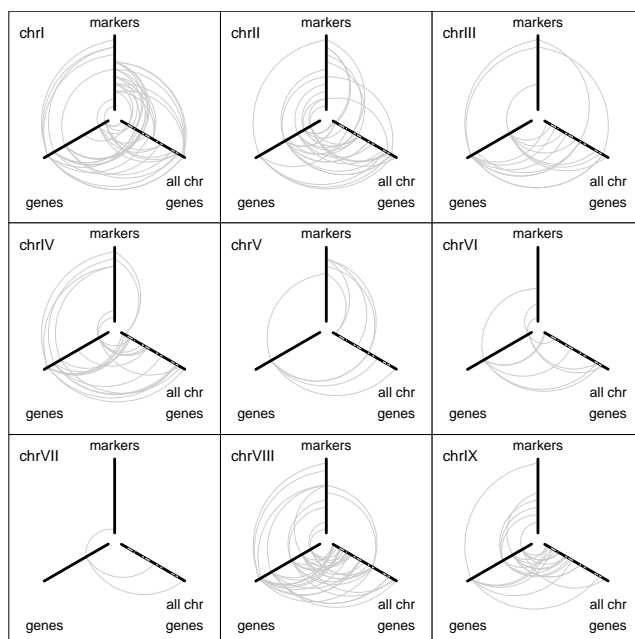 chrI
markers
genes
all chr
genes
chrII
markers
genes
all chr
genes
chrIII
markers
genes
all chr
genes
chrIV
markers
genes
all chr
genes
chrV
markers
genes
all chr
genes
chrVI
markers
genes
all chr
genes
chrVII
markers
genes
all chr
genes
chrVIII
markers
genes
all chr
genes
chrIX
markers
genes
all chr
genes